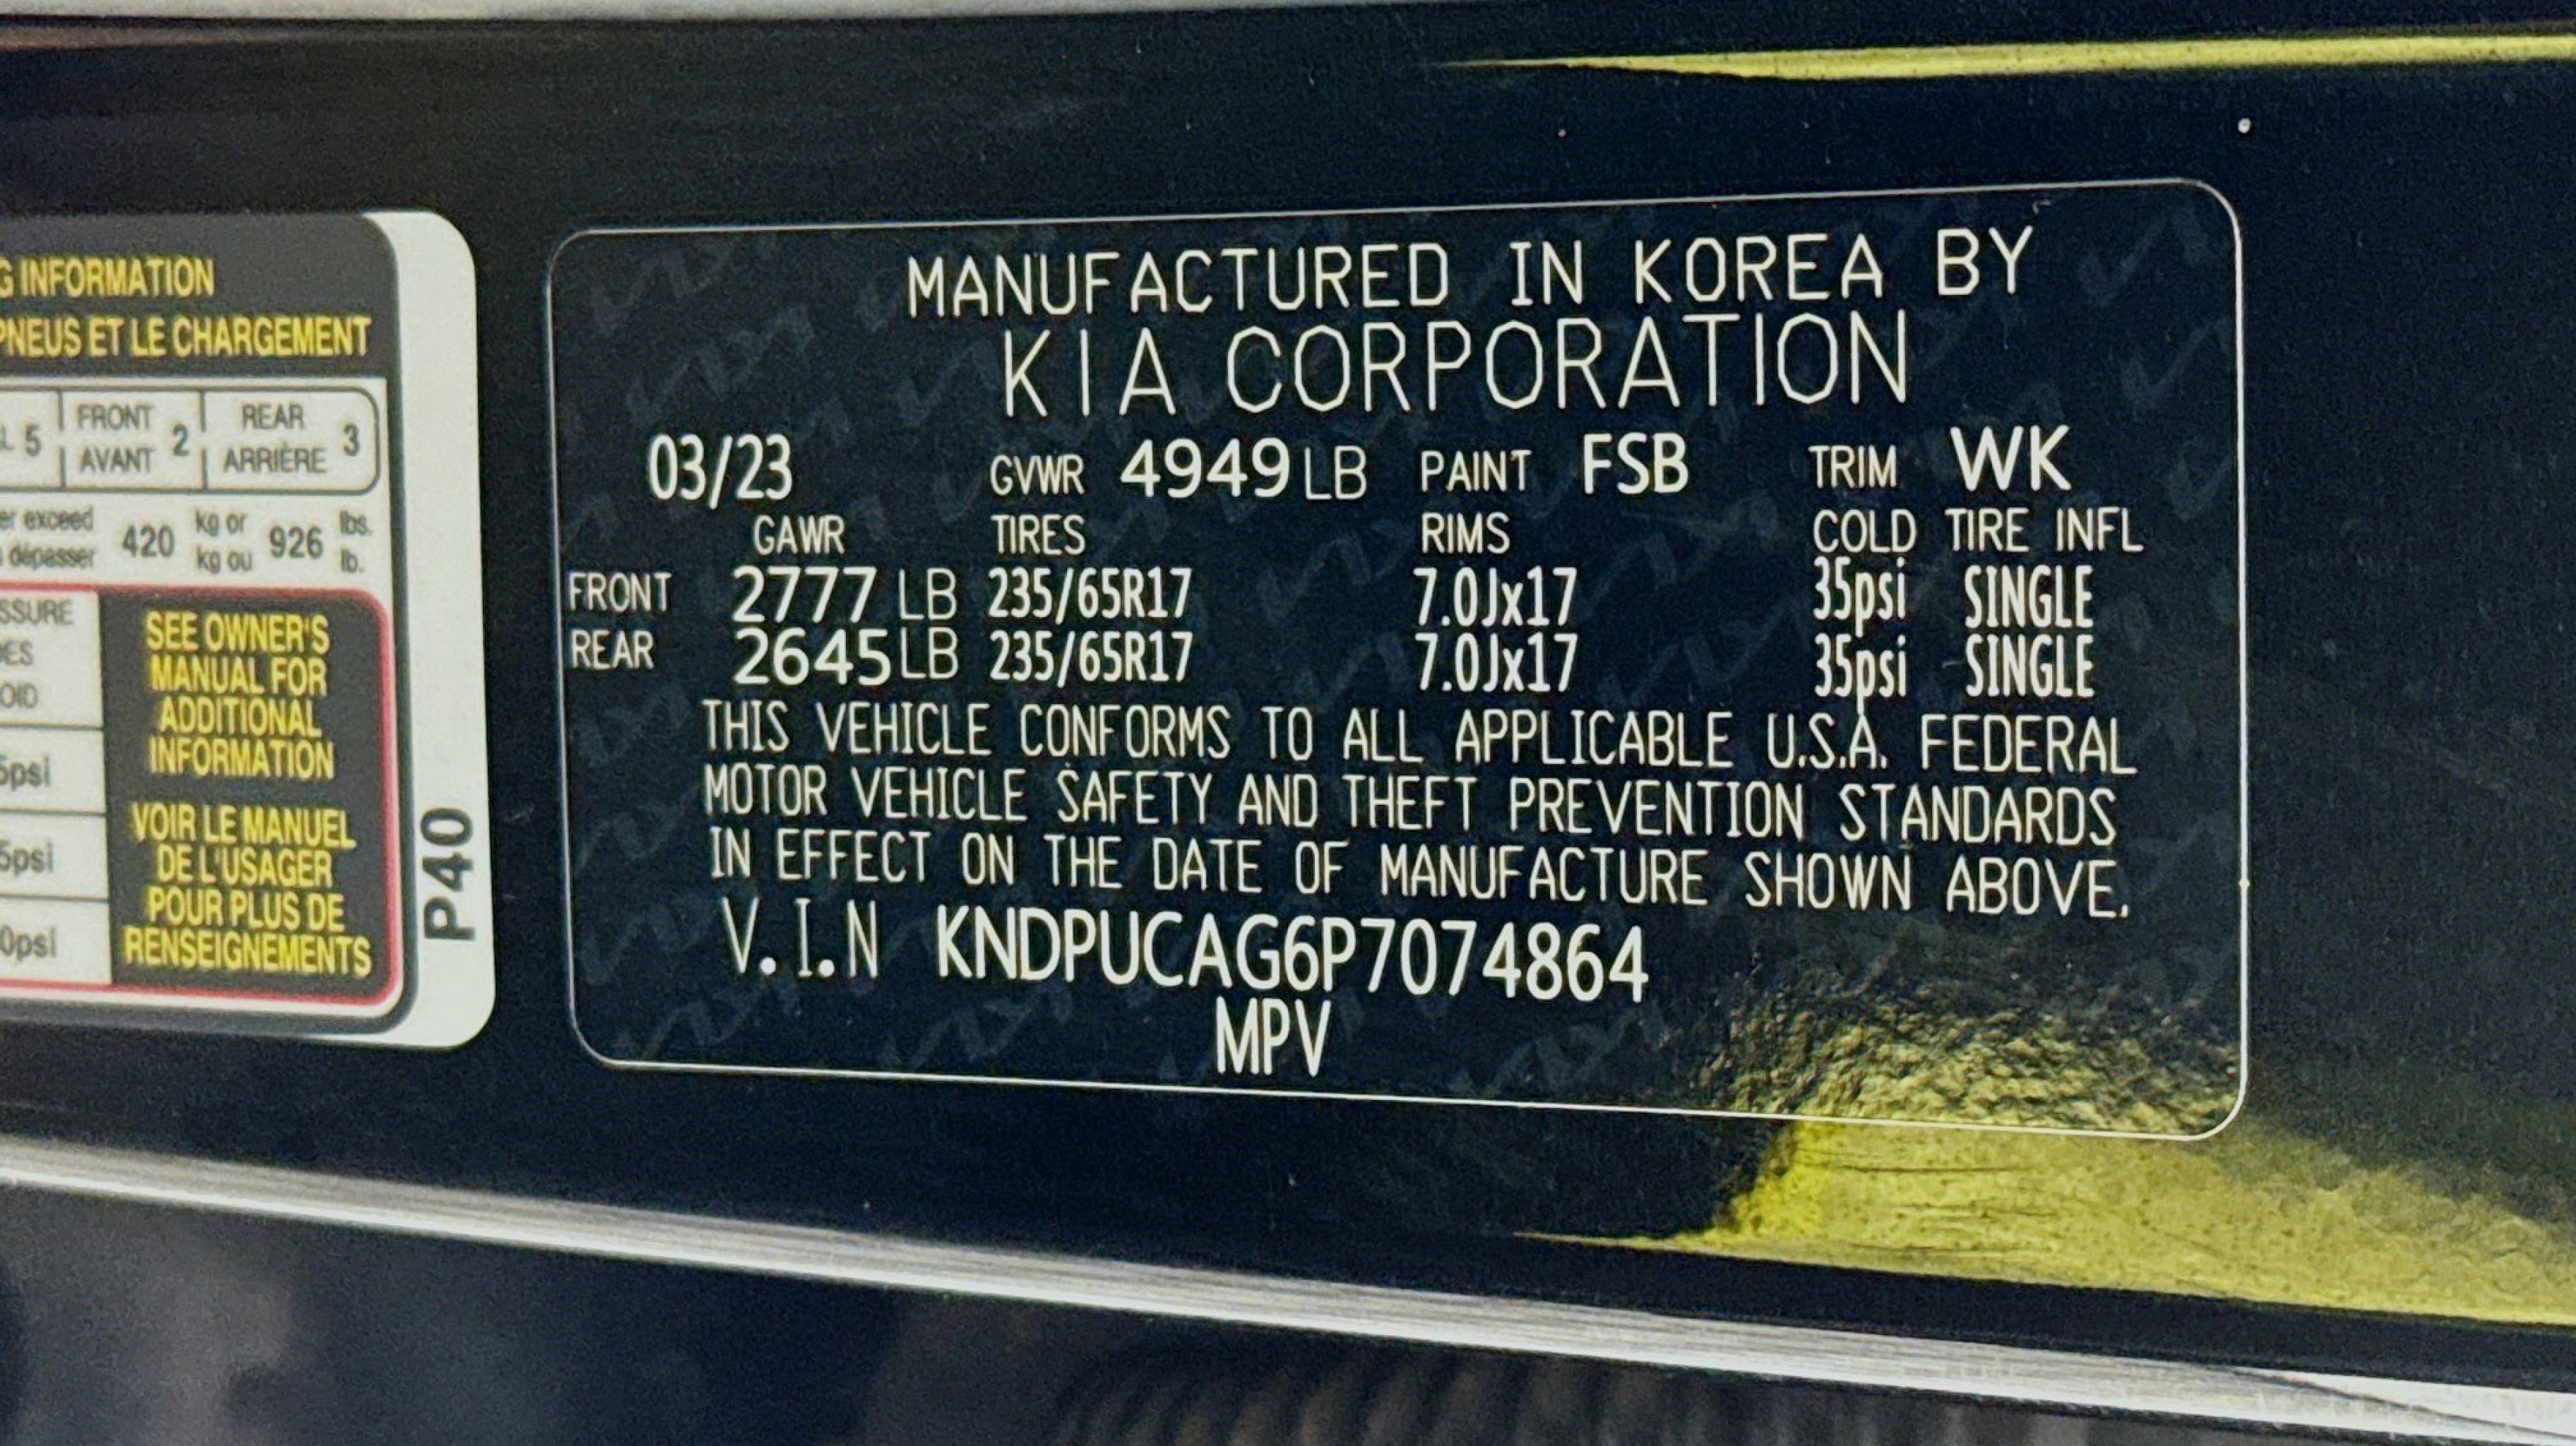 G INFORMATION
PNEUS ET LE CHARGEMENT
5 FRONT AVANT 2 REAR ARRIÈRE 3
exceed 420 kg or 926 lbs.
dépasser kg ou lb.
SEE OWNER'S
MANUAL FOR
ADDITIONAL
INFORMATION
VOIR LE MANUEL
DE L'USAGER
POUR PLUS DE
RENSEIGNEMENTS
5psi
5psi
0psi
P40
MANUFACTURED IN KOREA BY
KIA CORPORATION
03/23 GVWR 4949 LB PAINT FSB TRIM WK
GAWR TIRES RIMS COLD TIRE INFL
FRONT 2777 LB 235/65R17 7.0Jx17 35psi SINGLE
REAR 2645 LB 235/65R17 7.0Jx17 35psi SINGLE
THIS VEHICLE CONFORMS TO ALL APPLICABLE U.S.A. FEDERAL
MOTOR VEHICLE SAFETY AND THEFT PREVENTION STANDARDS
IN EFFECT ON THE DATE OF MANUFACTURE SHOWN ABOVE.
V.I.N KNDPUCAG6P7074864
MPV